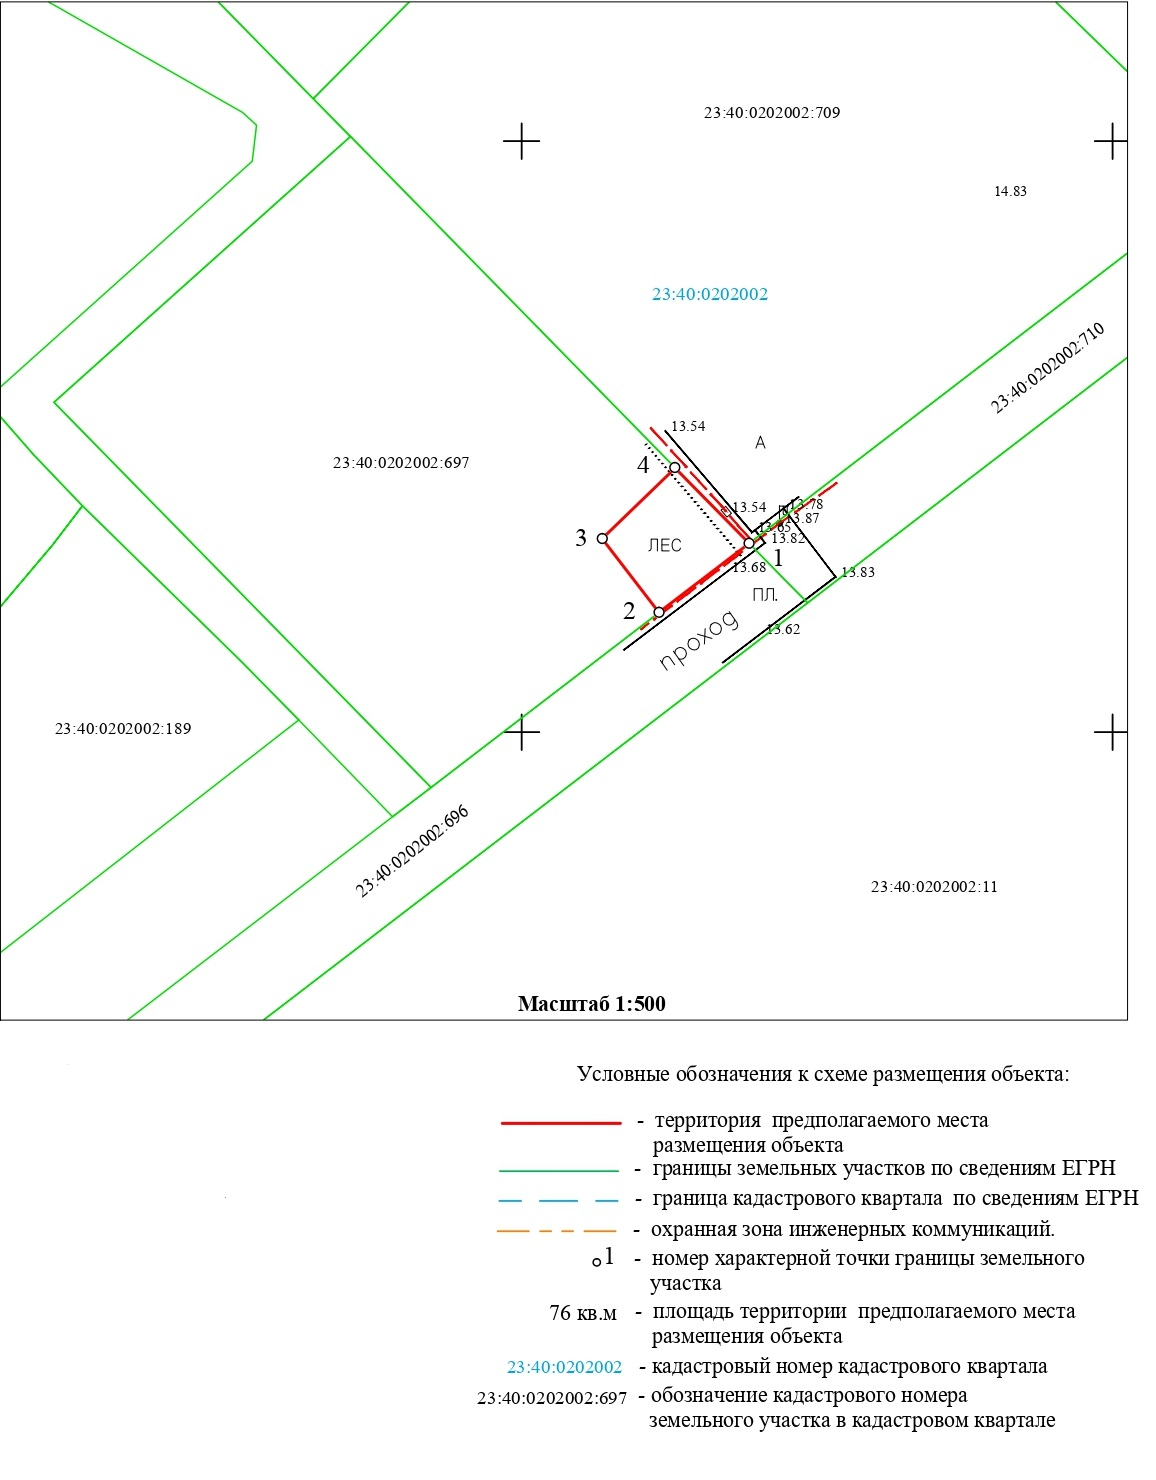 23:40:0202002:709
14.83
23:40:0202002
23:40:0202002:710
13.54
А
23:40:0202002:697
4
13.54
13.78
13.87
13.65
3
ЛЕС
13.82
1
13.68
13.83
ПЛ.
2
проход
13.62
23:40:0202002:189
23:40:0202002:696
23:40:0202002:11
Масштаб 1:500
Условные обозначения к схеме размещения объекта:
- территория предполагаемого места
размещения объекта
- границы земельных участков по сведениям ЕГРН
- граница кадастрового квартала по сведениям ЕГРН
- охранная зона инженерных коммуникаций.
1 - номер характерной точки границы земельного
участка
76 кв.м - площадь территории предполагаемого места
размещения объекта
23:40:0202002 - кадастровый номер кадастрового квартала
23:40:0202002:697 - обозначение кадастрового номера
земельного участка в кадастровом квартале